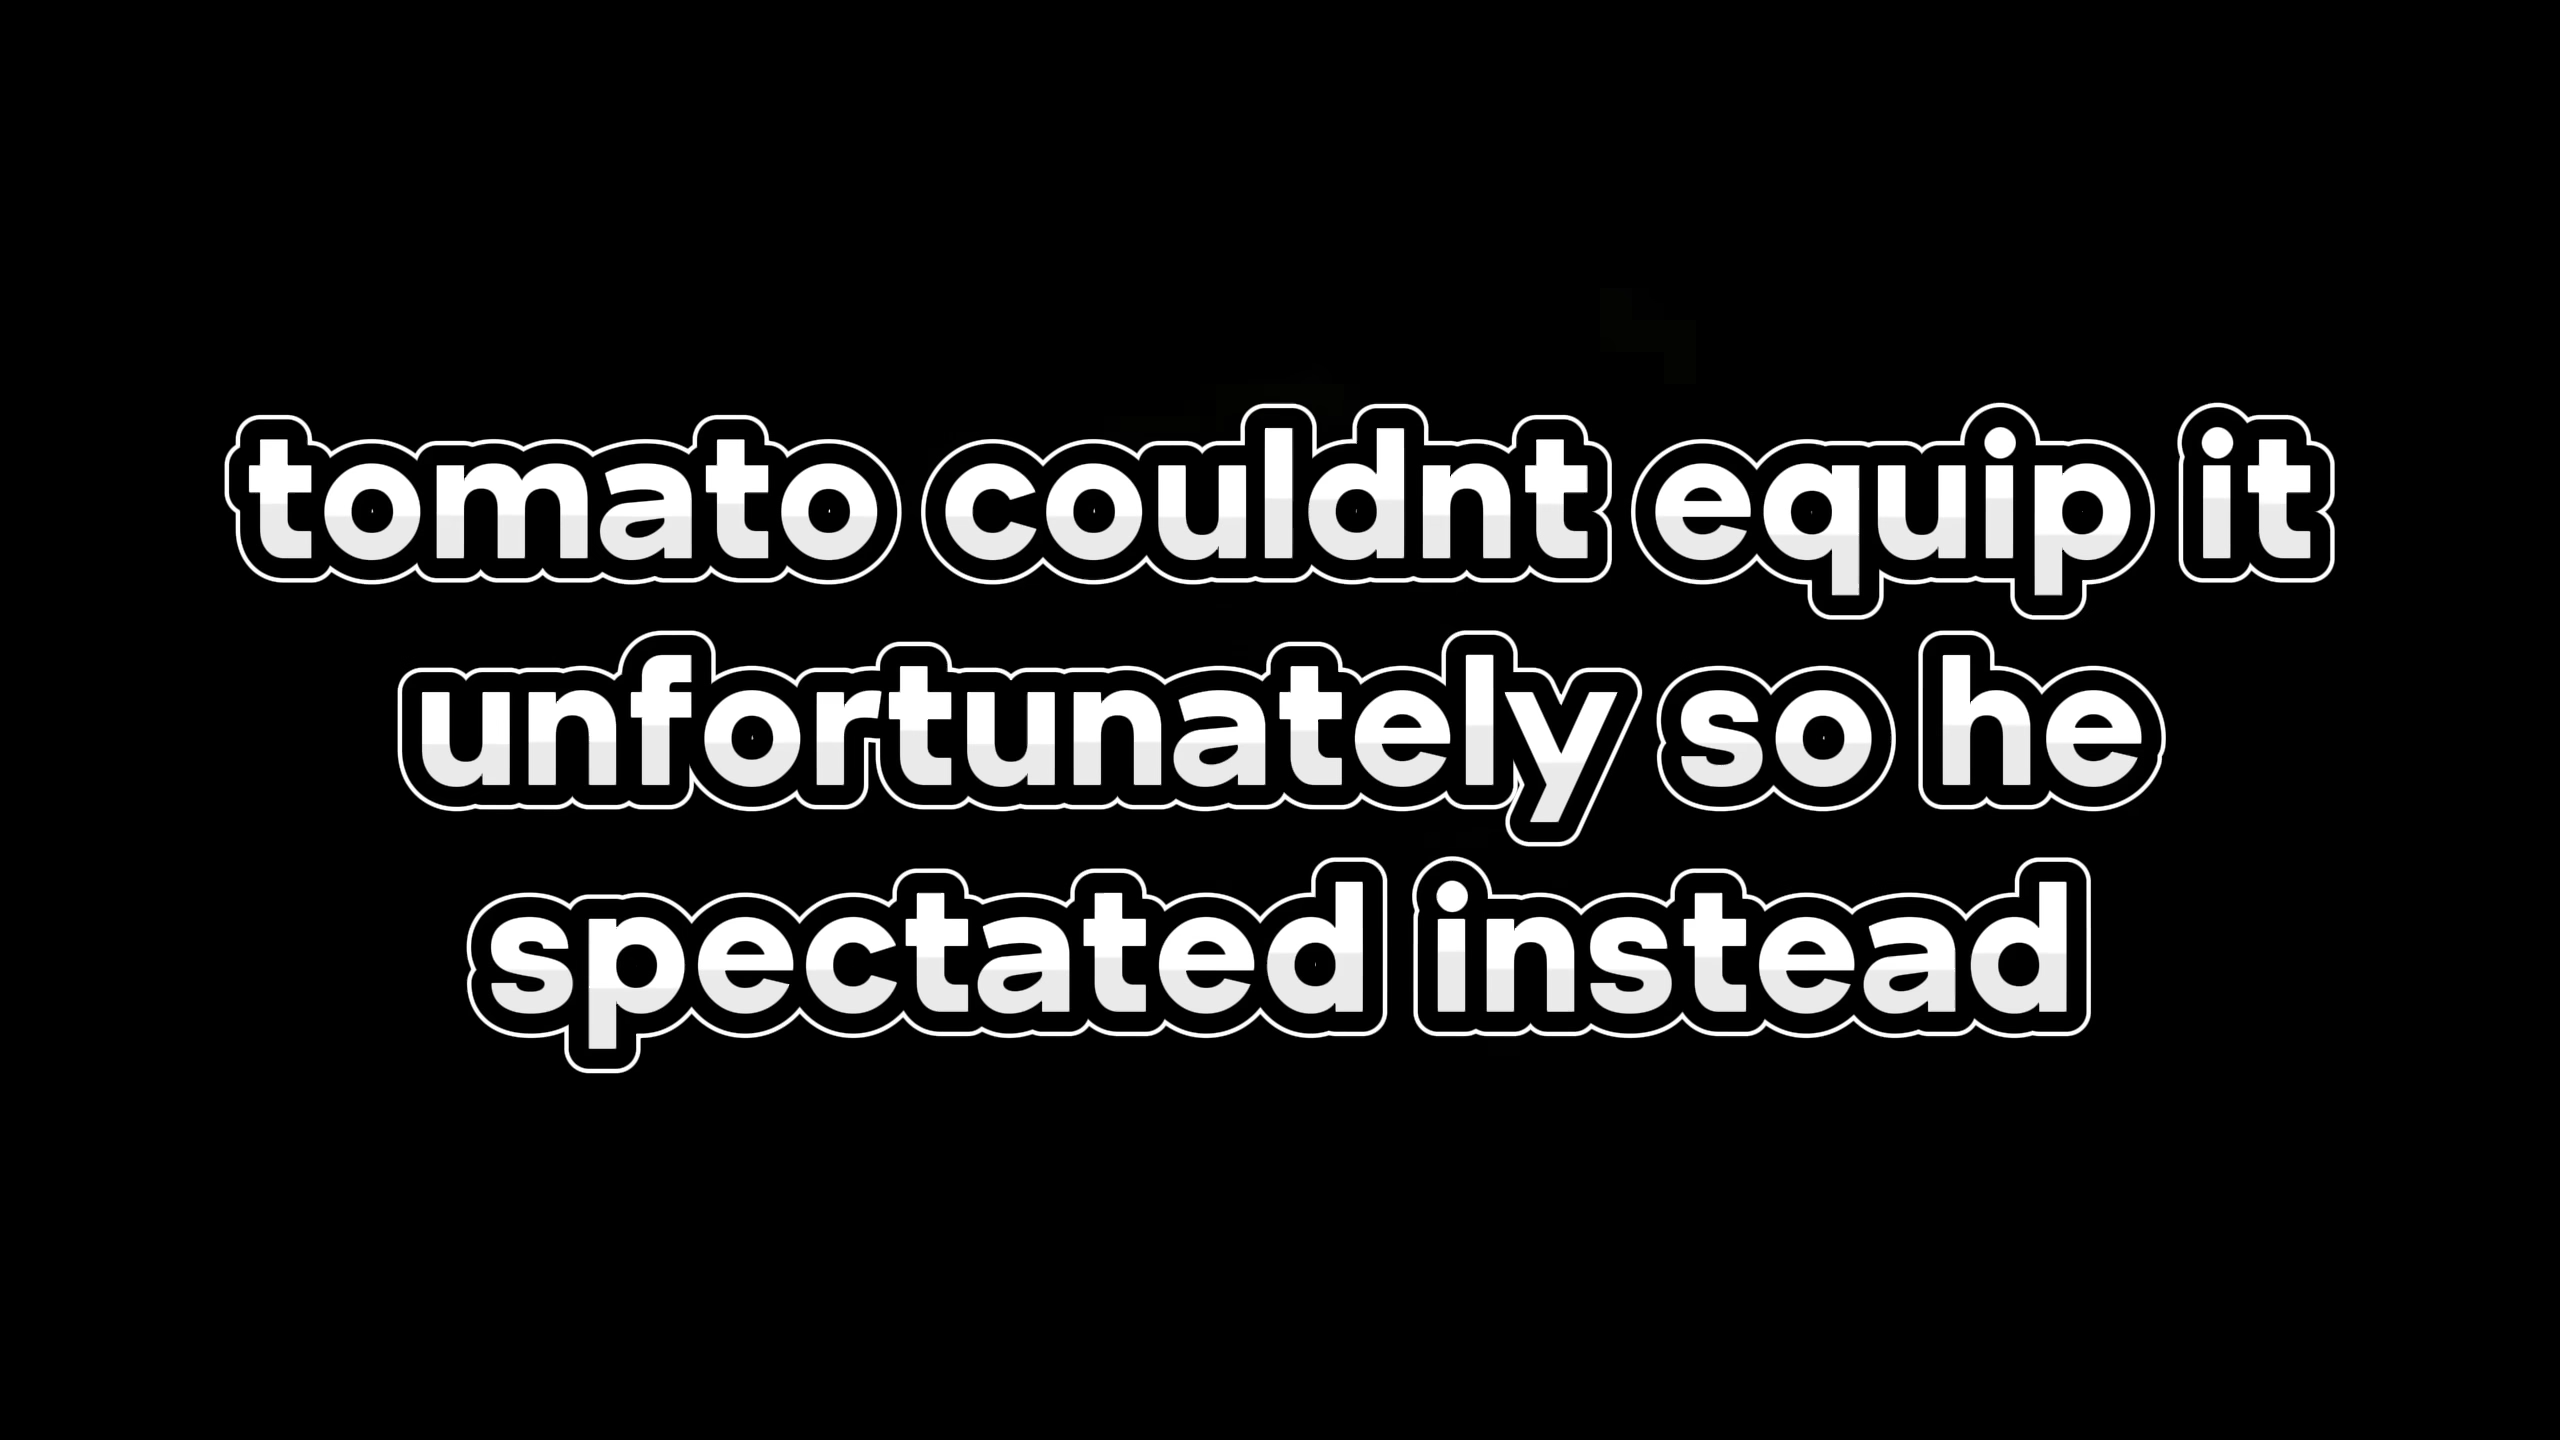 tomato couldnt equip it
unfortunately so he
spectated instead